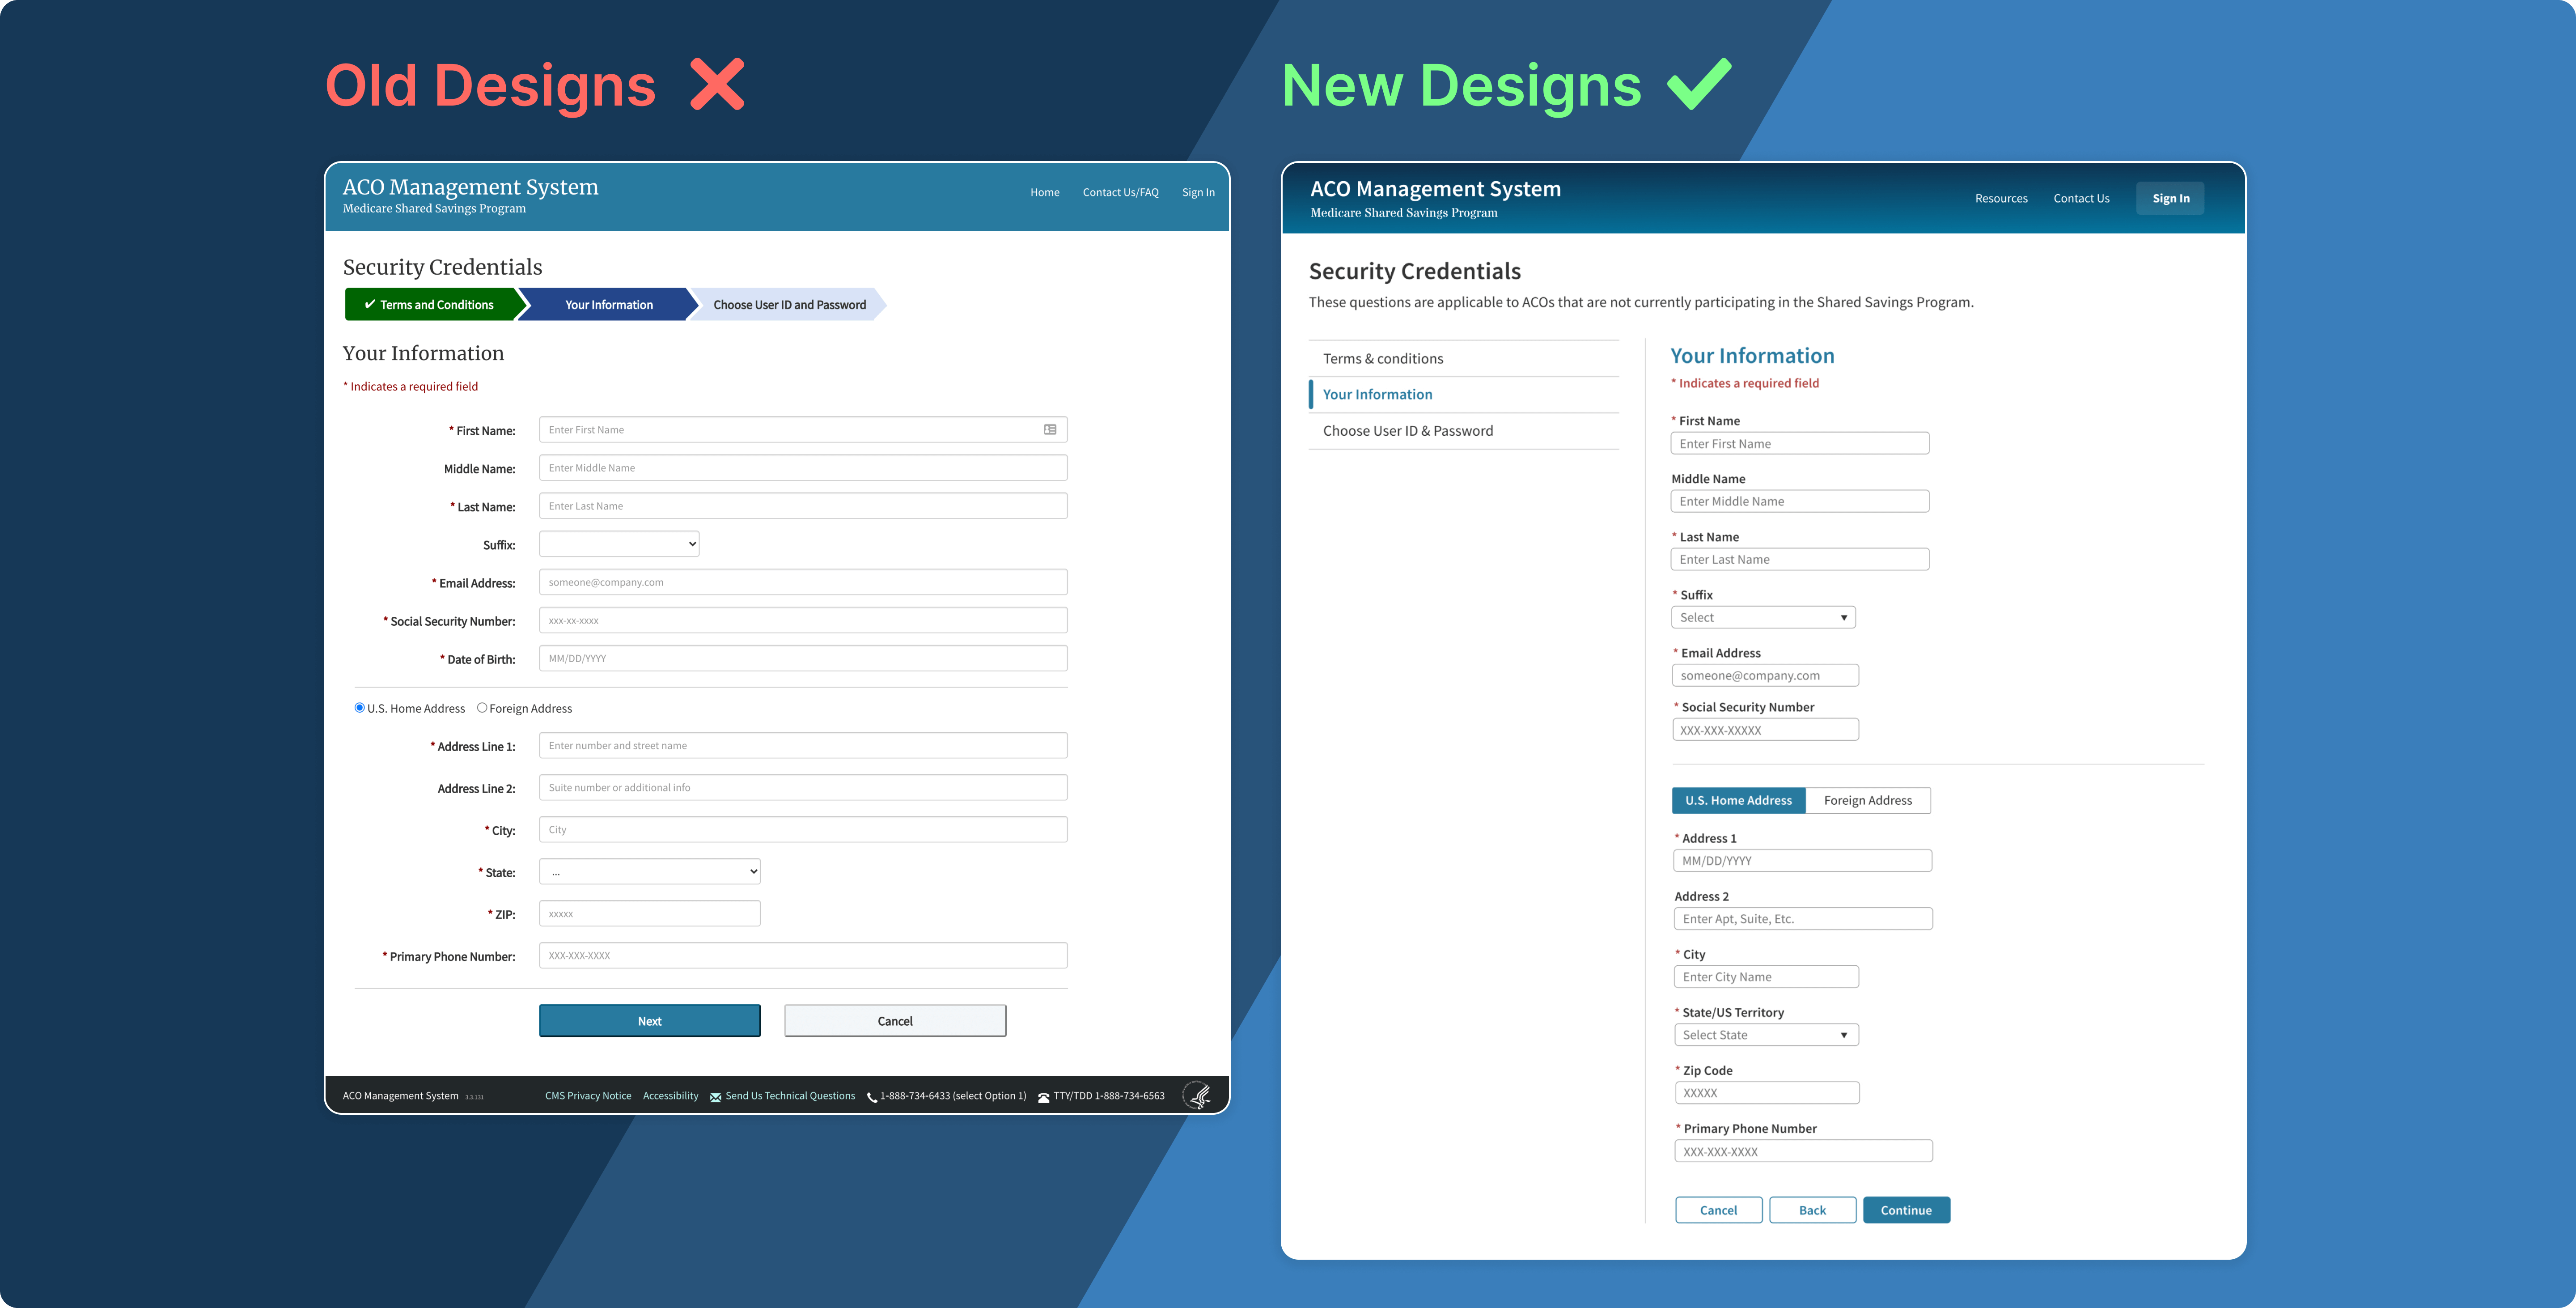 Old Designs
ACO Management System
Medicare Shared Savings Program
Home Contact Us/FAQ Sign In
Security Credentials
✔ Terms and Conditions Your Information Choose User ID and Password
Your Information
* Indicates a required field
* First Name: Enter First Name
Middle Name: Enter Middle Name
* Last Name: Enter Last Name
Suffix:
* Email Address: someone@company.com
* Social Security Number: xxx-xx-xxxx
* Date of Birth: MM/DD/YYYY
U.S. Home Address Foreign Address
* Address Line 1: Enter number and street name
Address Line 2: Suite number or additional info
* City: City
* State: ...
* ZIP: xxxxx
* Primary Phone Number: XXX-XXX-XXXX
Next Cancel
ACO Management System 3.3.131 CMS Privacy Notice Accessibility Send Us Technical Questions 1-888-734-6433 (select Option 1) TTY/TDD 1-888-734-6563
New Designs
ACO Management System
Medicare Shared Savings Program
Resources Contact Us Sign In
Security Credentials
These questions are applicable to ACOs that are not currently participating in the Shared Savings Program.
Terms & conditions
Your Information
Choose User ID & Password
Your Information
* Indicates a required field
* First Name
Enter First Name
Middle Name
Enter Middle Name
* Last Name
Enter Last Name
* Suffix
Select
* Email Address
someone@company.com
* Social Security Number
XXX-XXX-XXXXX
U.S. Home Address Foreign Address
* Address 1
MM/DD/YYYY
Address 2
Enter Apt, Suite, Etc.
* City
Enter City Name
* State/US Territory
Select State
* Zip Code
XXXXX
* Primary Phone Number
XXX-XXX-XXXX
Cancel Back Continue